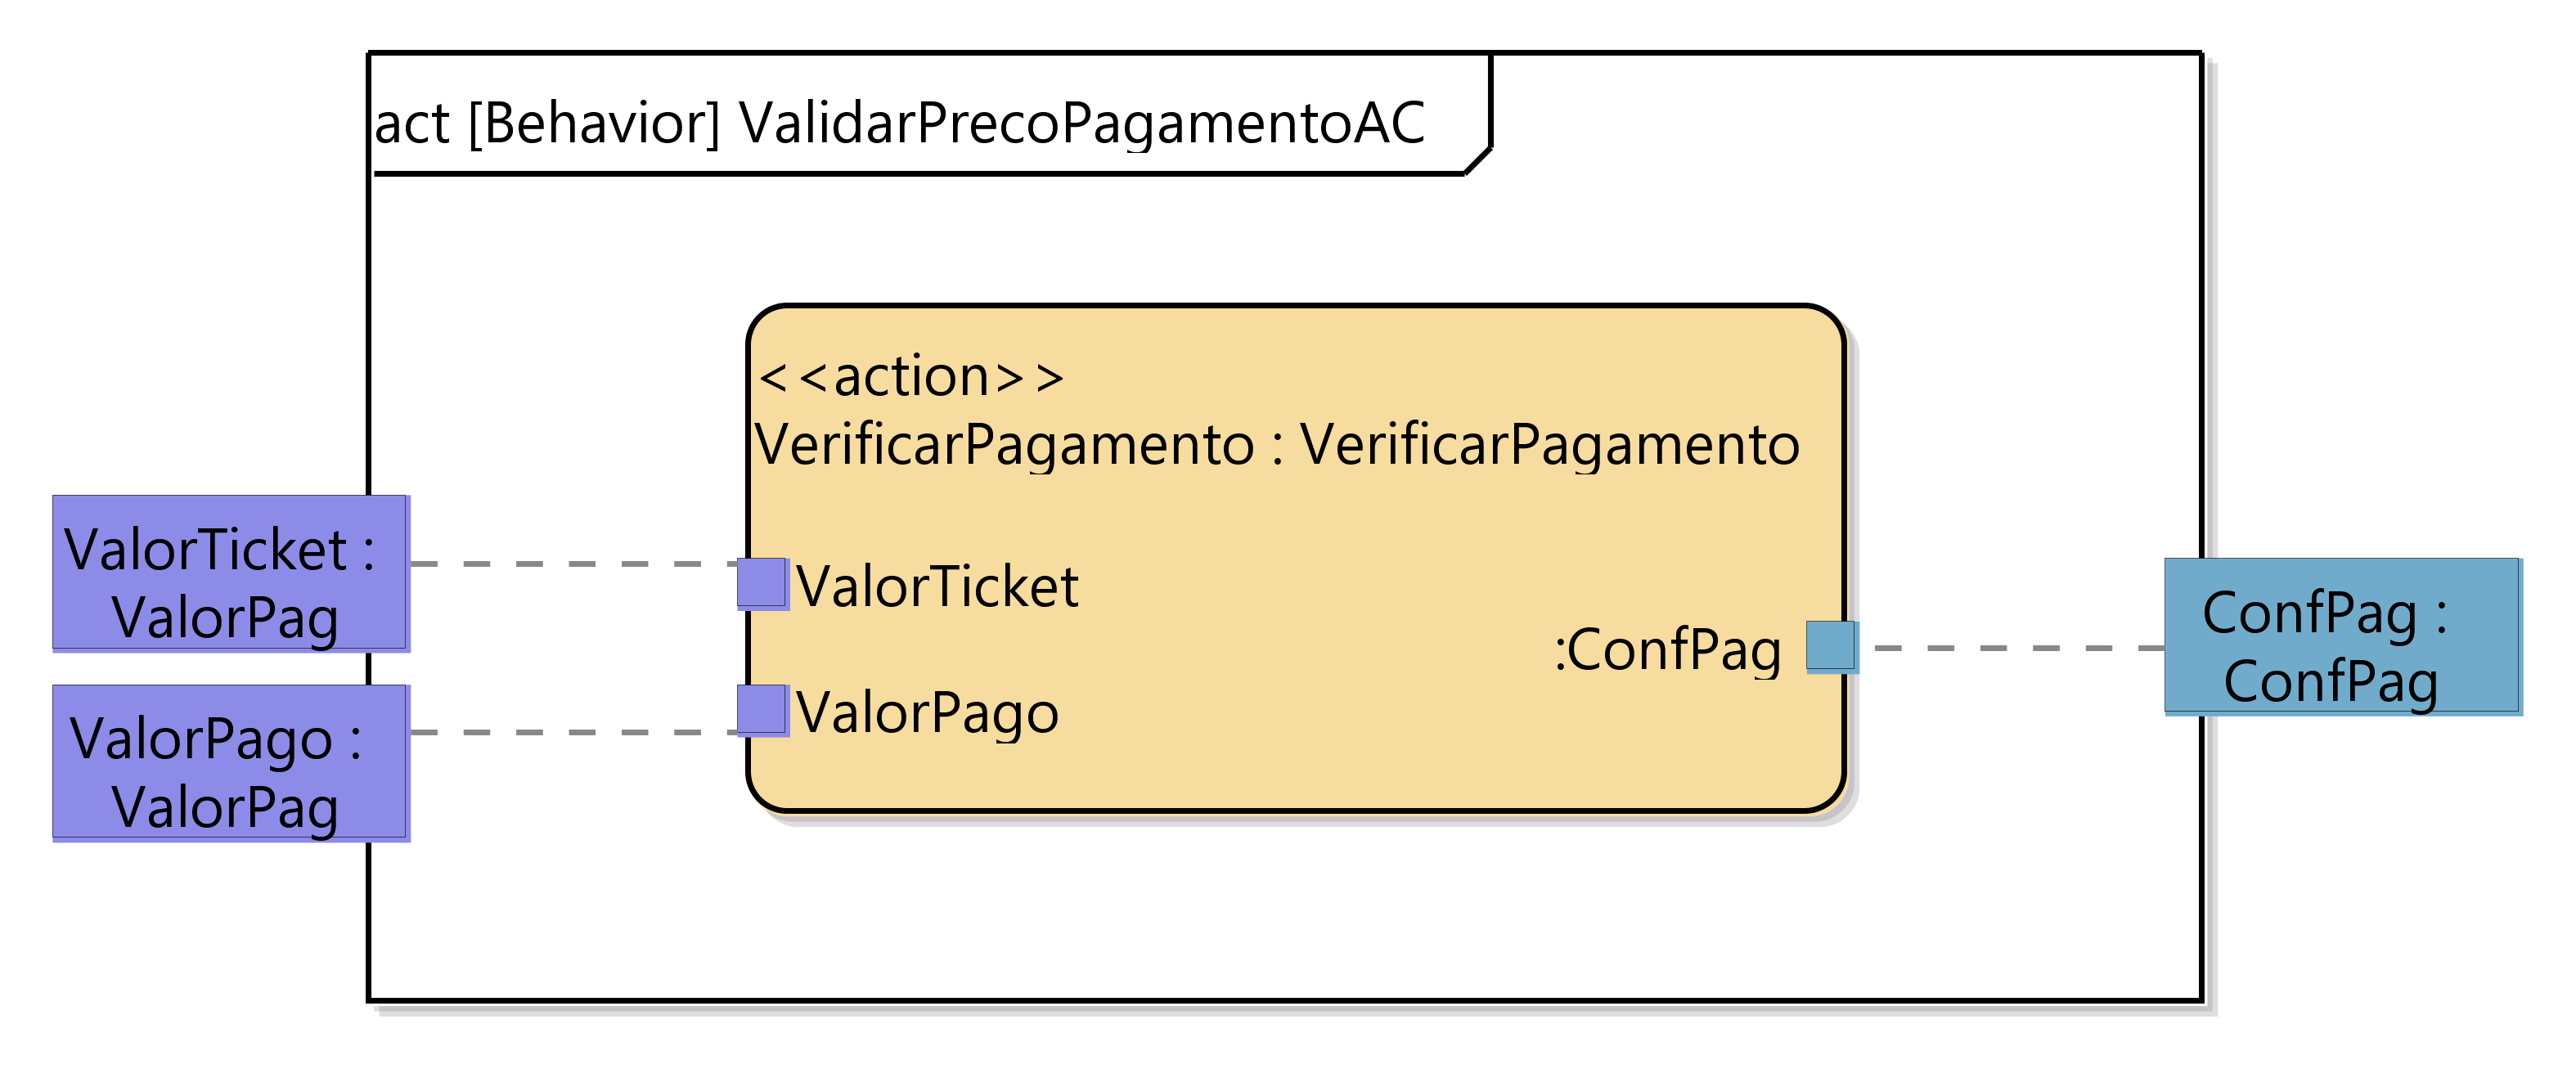 act [Behavior] ValidarPrecoPagamentoAC
<<action>>
VerificarPagamento : VerificarPagamento
ValorTicket :
ValorPag
ValorTicket
:ConfPag
ConfPag :
ConfPag
ValorPago :
ValorPag
ValorPago